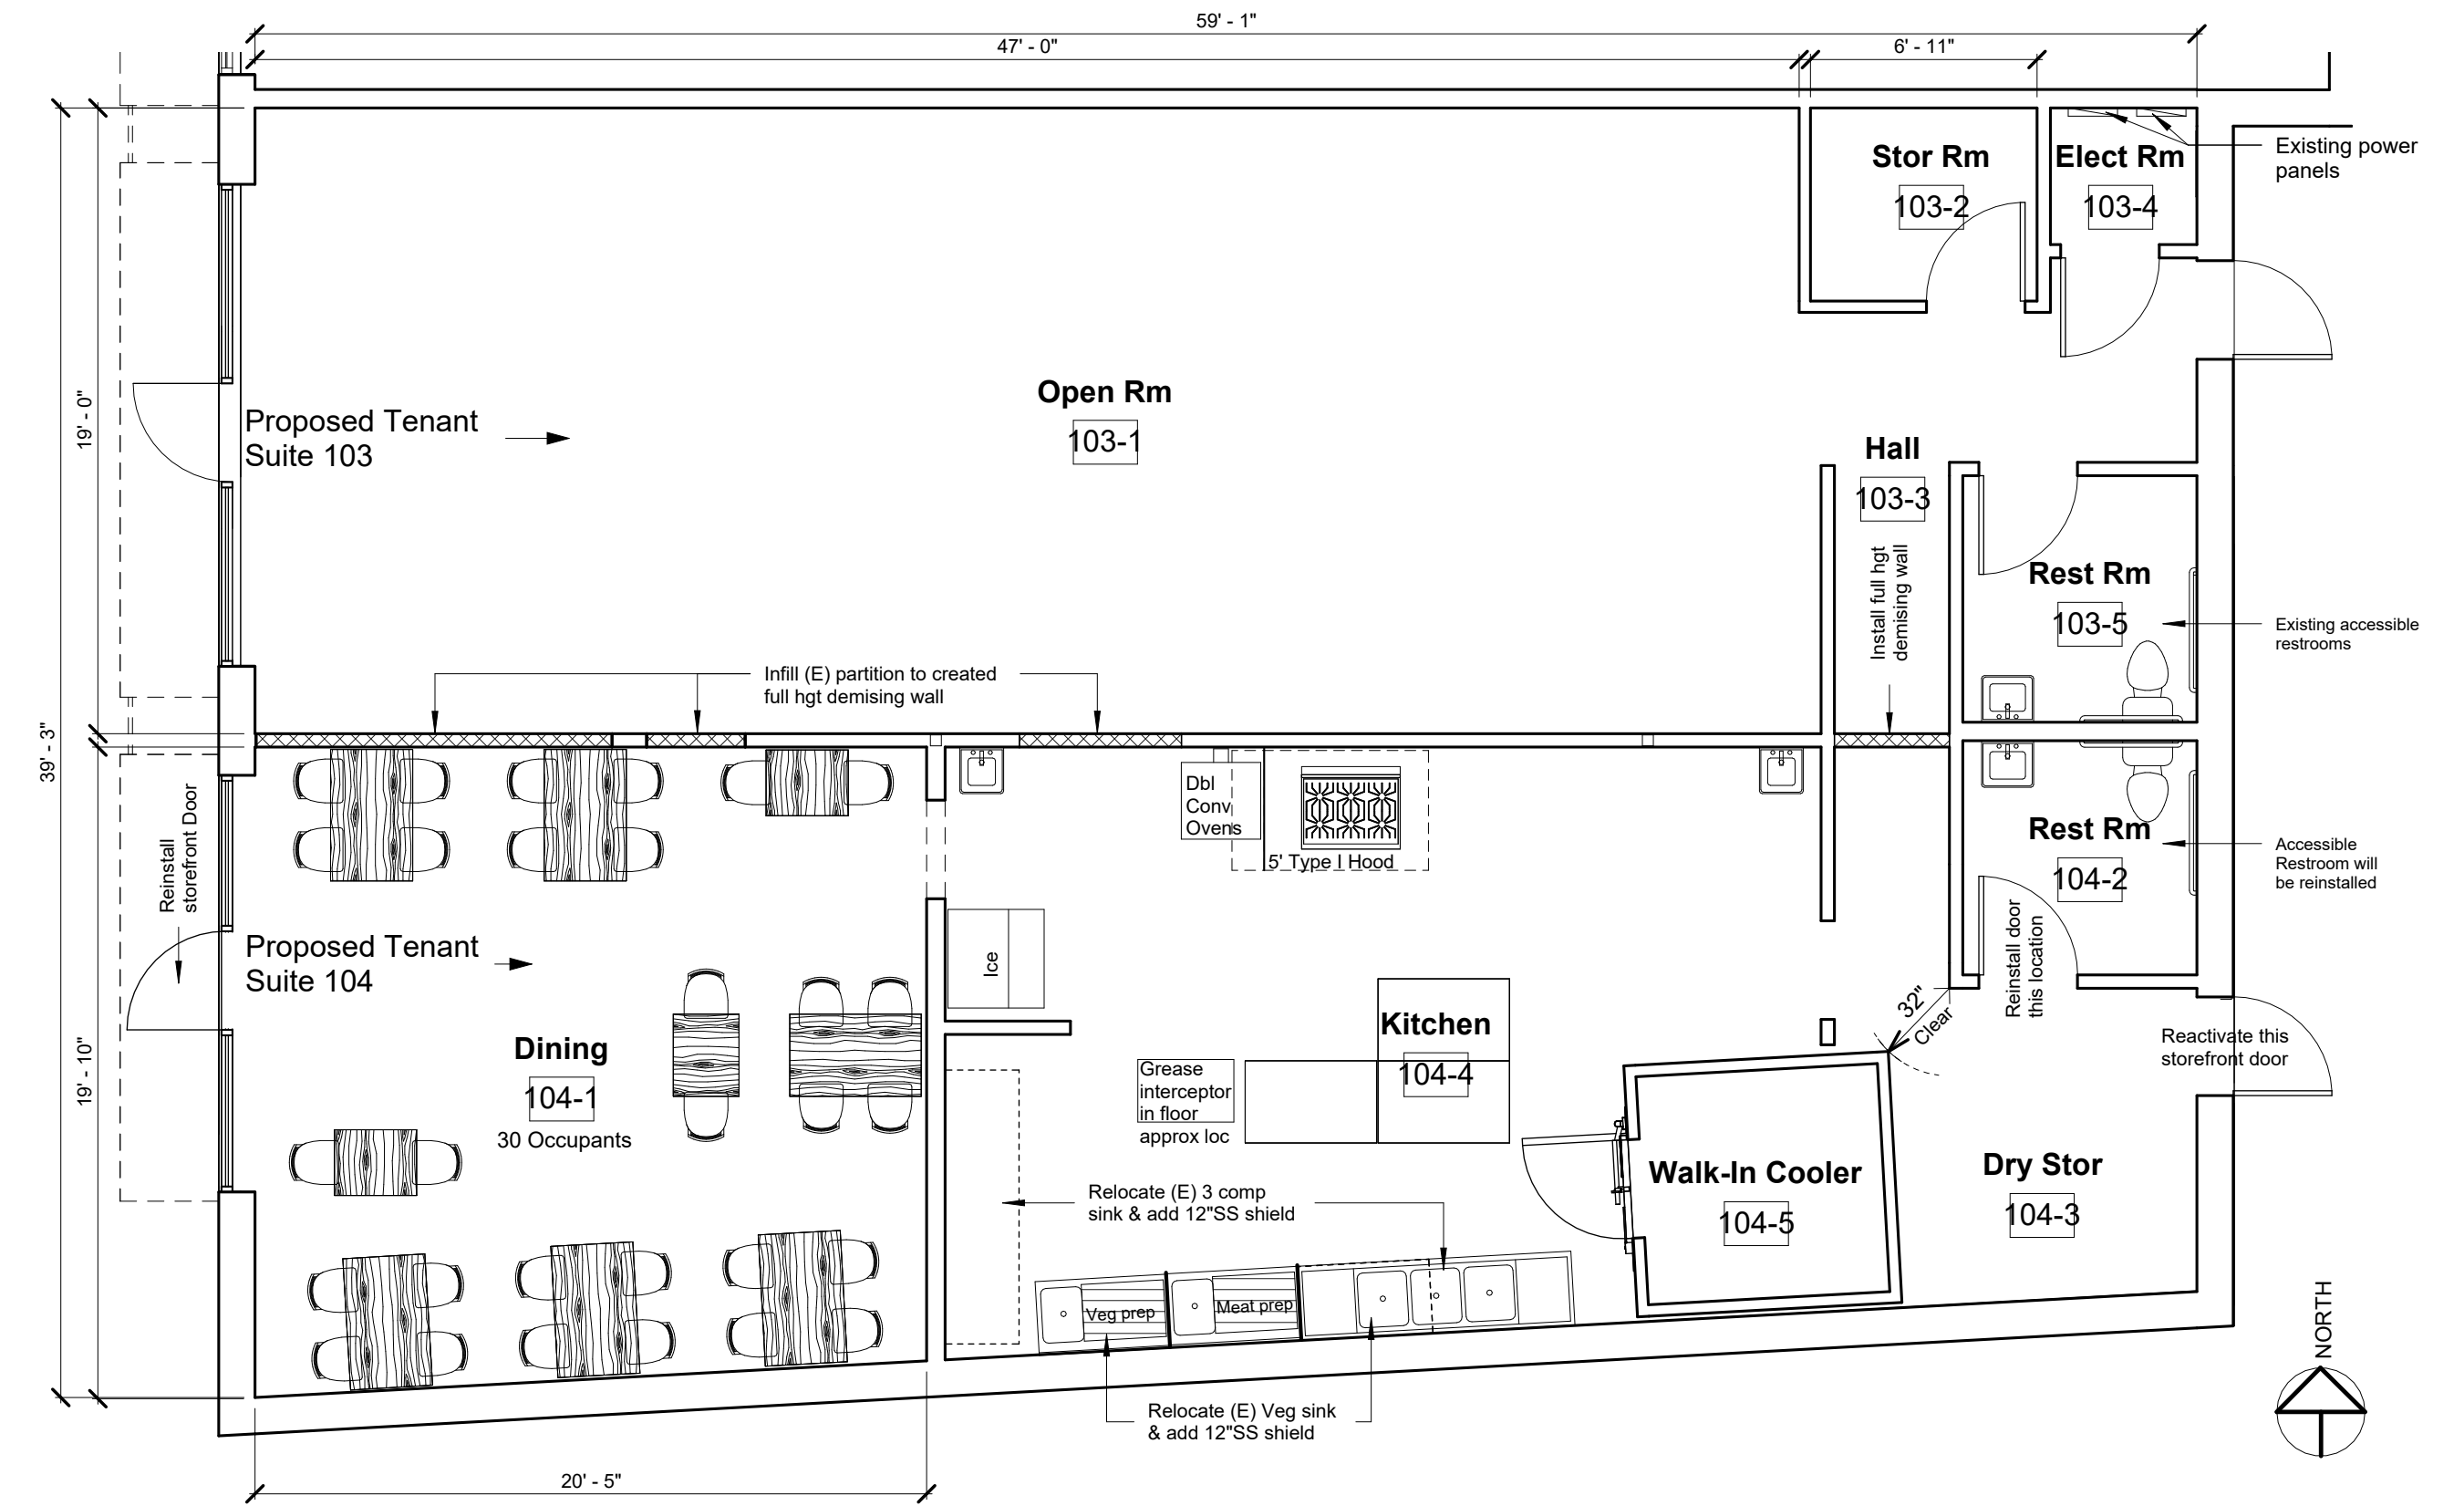 59' - 1"
47' - 0"
6' - 11"
Stor Rm
103-2
Elect Rm
103-4
Existing power
panels
39' - 3"
19' - 0"
Open Rm
103-1
Proposed Tenant
Suite 103
Hall
103-3
Install full hgt
demising wall
Rest Rm
103-5
Existing accessible
restrooms
Infill (E) partition to created
full hgt demising wall
Reinstall
storefront Door
Dbl
Conv
Ovens
5' Type I Hood
Rest Rm
104-2
Accessible
Restroom will
be reinstalled
Reinstall door
this location
Proposed Tenant
Suite 104
Ice
32"
Clear
19' - 10"
Dining
104-1
30 Occupants
Kitchen
104-4
Grease
interceptor
in floor
approx loc
Reactivate this
storefront door
Walk-In Cooler
104-5
Dry Stor
104-3
Relocate (E) 3 comp
sink & add 12"SS shield
Veg prep
Meat prep
Relocate (E) Veg sink
& add 12"SS shield
NORTH
20' - 5"